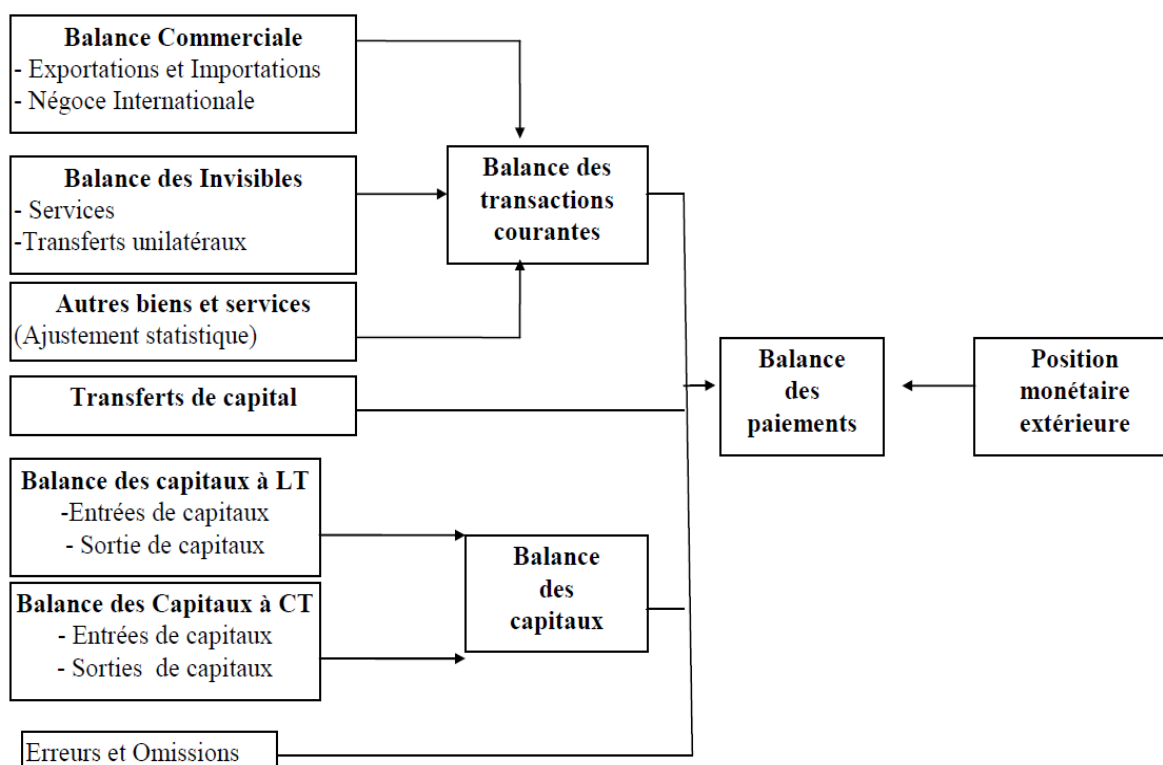 Balance Commerciale
- Exportations et Importations
- Négoce Internationale
Balance des Invisibles
- Services
-Transferts unilatéraux
Autres biens et services
(Ajustement statistique)
Transferts de capital
Balance des capitaux à LT
-Entrées de capitaux
- Sortie de capitaux
Balance des Capitaux à CT
- Entrées de capitaux
- Sorties de capitaux
Erreurs et Omissions
Balance des
transactions
courantes
Balance
des
capitaux
Balance
des
paiements
Position
monétaire
extérieure